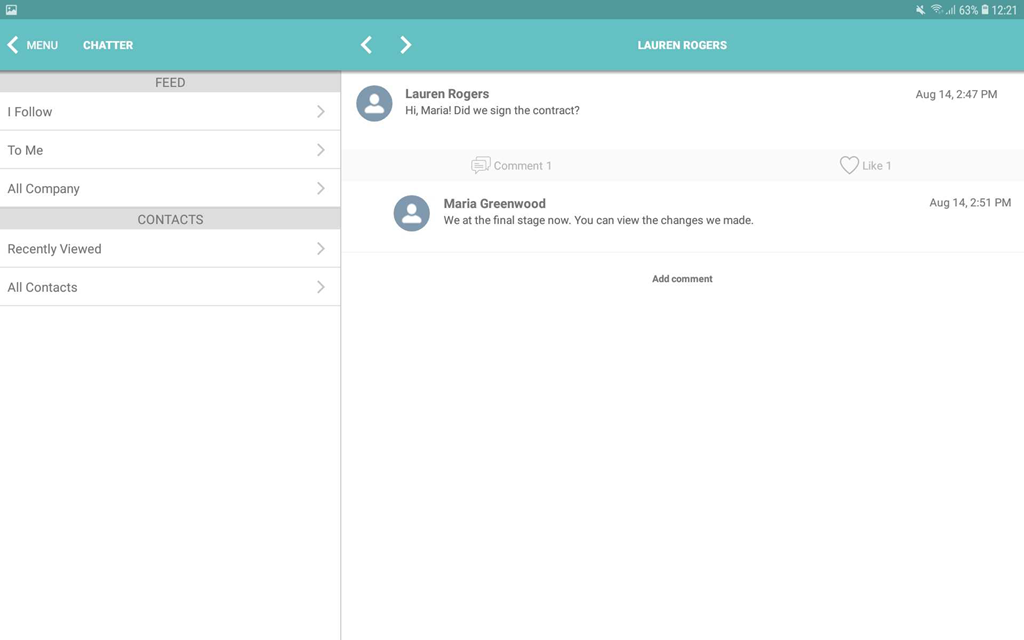 63% 12:21
MENU CHATTER
LAUREN ROGERS
FEED
I Follow
To Me
All Company
CONTACTS
Recently Viewed
All Contacts
Lauren Rogers Aug 14, 2:47 PM
Hi, Maria! Did we sign the contract?
Comment 1 Like 1
Maria Greenwood Aug 14, 2:51 PM
We at the final stage now. You can view the changes we made.
Add comment